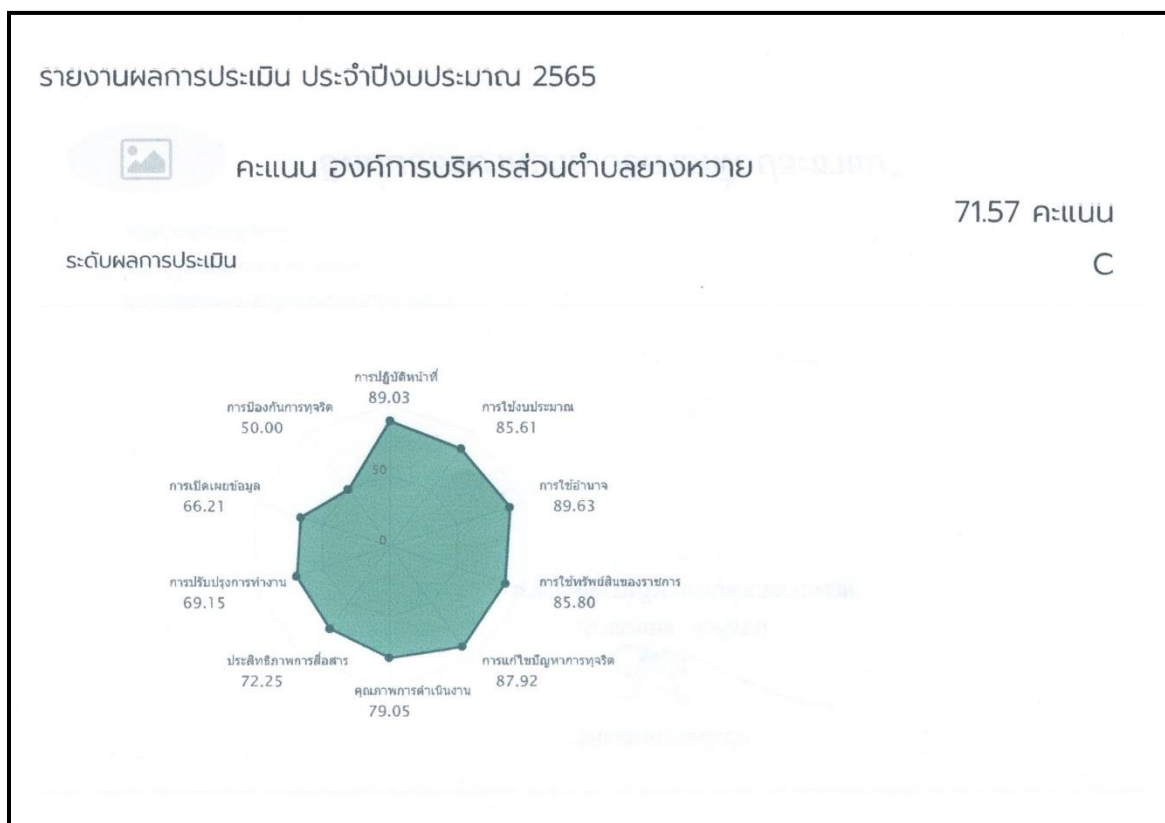 รายงานผลการประเมิน ประจำปีงบประมาณ 2565
คะแนน องค์การบริหารส่วนตำบลยางหวาย
71.57 คะแนน
ระดับผลการประเมิน
C
การปฏิบัติหน้าที่
89.03
การป้องกันการทุจริต
50.00
การใช้งบประมาณ
85.61
50
การเปิดเผยข้อมูล
66.21
การใช้อำนาจ
89.63
0
การปรับปรุงการทำงาน
69.15
การใช้ทรัพย์สินของราชการ
85.80
ประสิทธิภาพการสื่อสาร
72.25
การแก้ไขปัญหาการทุจริต
87.92
คุณภาพการดำเนินงาน
79.05